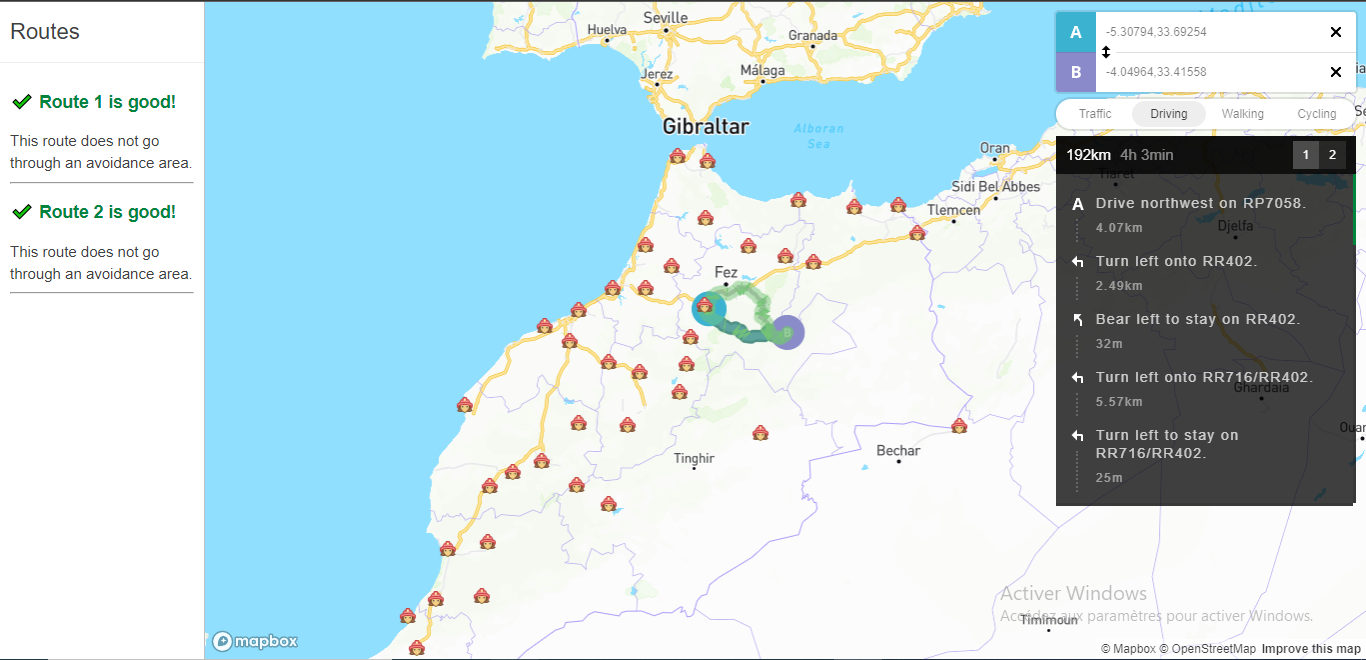 Routes
Route 1 is good!
This route does not go
through an avoidance area.
Route 2 is good!
This route does not go
through an avoidance area.
Seville
Huelva
Granada
Jerez
Málaga
Gibraltar
Alboran
Sea
Oran
Sidi Bel Abbes
Tlemcen
Fez
B
Tinghir
Bechar
Timimoun
mapbox
A
-5.30794,33.69254
B
-4.04964,33.41558
Traffic
Driving
Walking
Cycling
192km 4h 3min
1 2
Tiaret
A Drive northwest on RP7058.
4.07km
Djelfa
Turn left onto RR402.
2.49km
Bear left to stay on RR402.
32m
Turn left onto RR716/RR402.
Ghardaia
5.57km
Turn left to stay on
RR716/RR402.
25m
Activer Windows
Accédez aux paramètres pour activer Windows.
© Mapbox © OpenStreetMap Improve this map